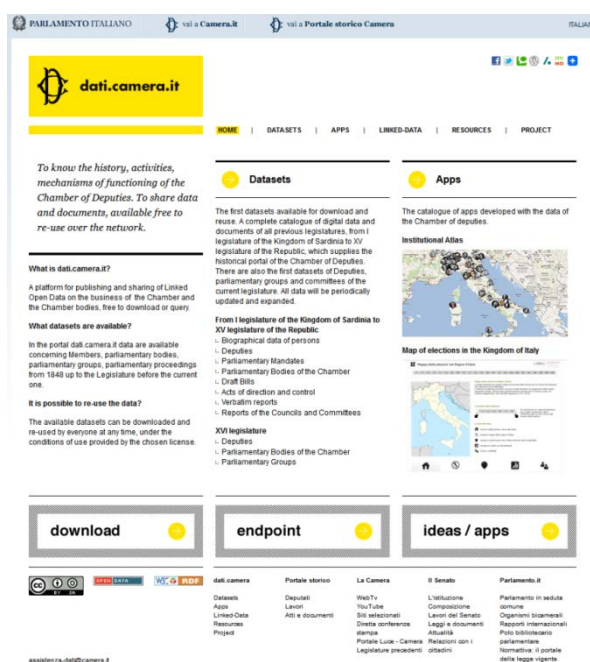 PARLAMENTO ITALIANO
vai a Camera.it
vai a Portale storico Camera
dati.camera.it
HOME | DATASETS | APPS | LINKED-DATA | RESOURCES | PROJECT
To know the history, activities,
mechanisms of functioning of the
Chamber of Deputies. To share data
and documents, available free to
re-use over the network.
What is dati.camera.it?
A platform for publishing and sharing of Linked
Open Data on the business of the Chamber and
the Chamber bodies, free to download or query.
What datasets are available?
In the portal dati.camera.it data are available
concerning Members, parliamentary bodies,
parliamentary groups, parliamentary proceedings
from 1848 up to the Legislature before the current
one.
It is possible to re-use the data?
The available datasets can be downloaded and
re-used by everyone at any time, under the
conditions of use provided by the chosen license.
Datasets
The first datasets available for download and
reuse. A complete catalogue of digital data and
documents of all previous legislatures, from I
legislature of the Kingdom of Sardinia to XV
legislature of the Republic, which supplies the
historical portal of the Chamber of Deputies.
There are also the first datasets of Deputies,
parliamentary groups and committees of the
current legislature. All data will be periodically
updated and expanded.
From I legislature of the Kingdom of Sardinia to
XV legislature of the Republic
Biographical data of persons
Deputies
Parliamentary Mandates
Parliamentary Bodies of the Chamber
Draft Bills
Acts of direction and control
Verbatim reports
Reports of the Councils and Committees
XVI legislature
Deputies
Parliamentary Bodies of the Chamber
Parliamentary Groups
Apps
The catalogue of apps developed with the data of
the Chamber of deputies.
Institutional Atlas
Map of elections in the Kingdom of Italy
download
endpoint
ideas / apps
OPEN DATA
W3C RDF
BY SA
assistenza-dati@camera.it
dati.camera
Datasets
Apps
Linked-Data
Resources
Project
Portale storico
Deputati
Lavori
Atti e documenti
La Camera
WebTv
YouTube
Siti selezionati
Diretta conferenze
stampa
Portale Luce - Camera
Legislature precedenti
Il Senato
L'istituzione
Composizione
Lavori del Senato
Leggi e documenti
Attualità
Relazioni con i
cittadini
Parlamento.it
Parlamento in seduta
comune
Organismi bicamerali
Rapporti internazionali
Polo bibliotecario
parlamentare
Normattiva: il portale
della legge vigente